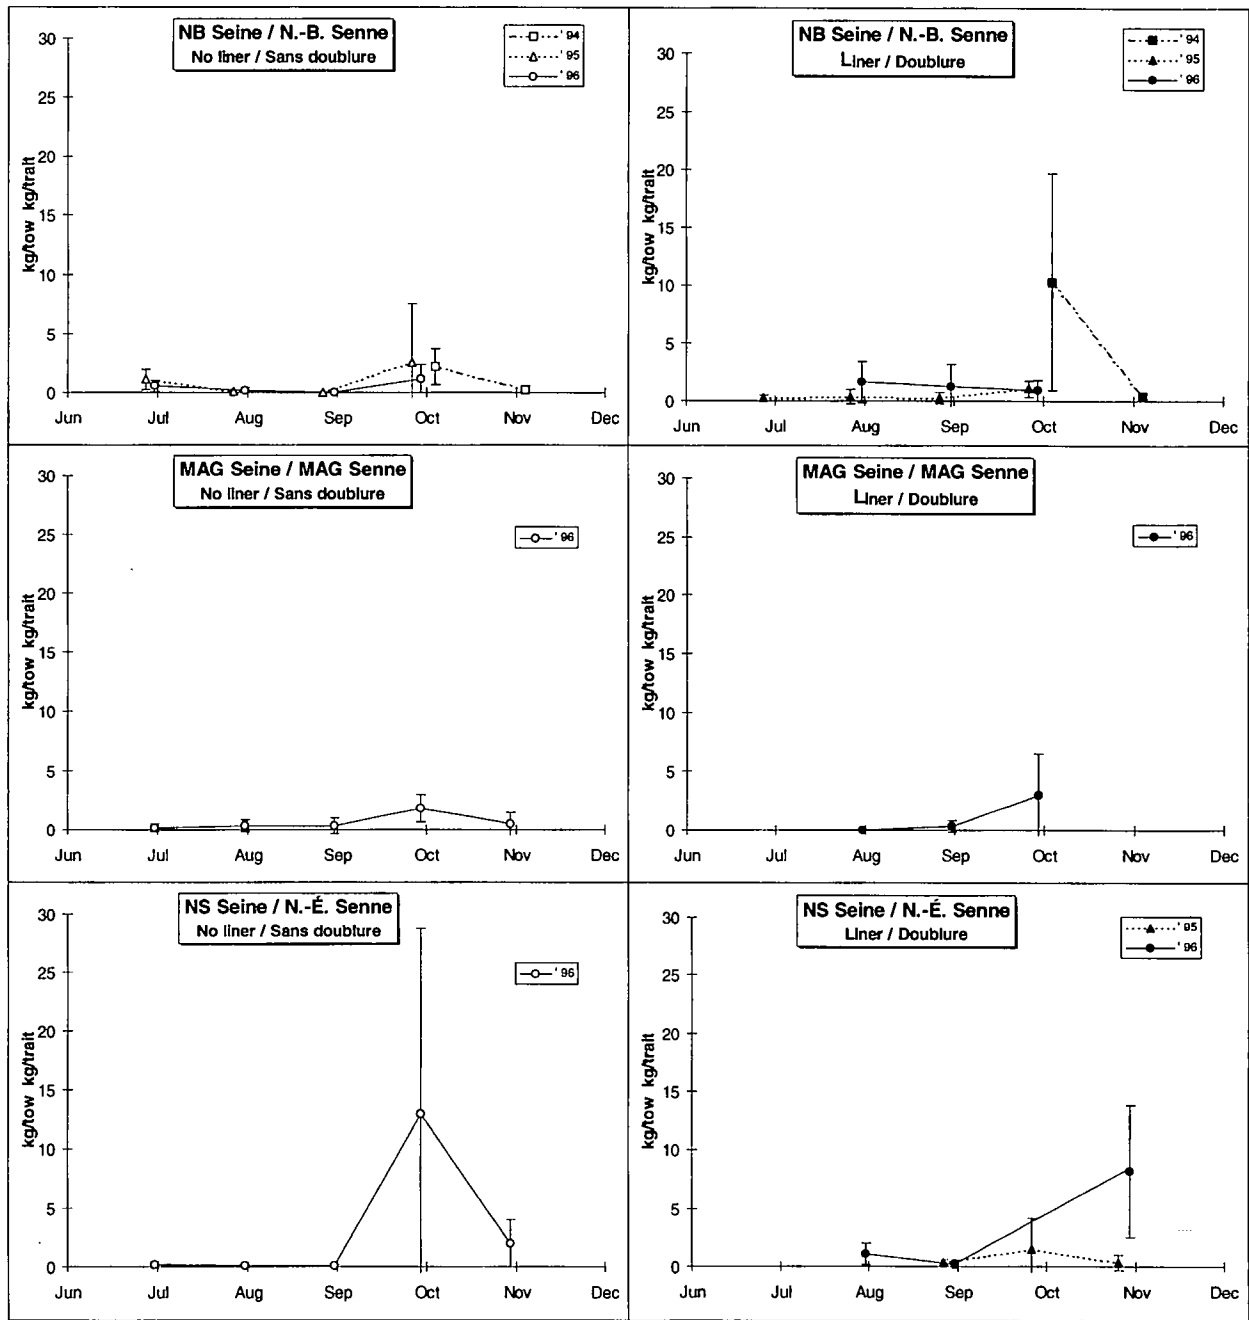 NB Seine / N.-B. Senne
No liner / Sans doublure
'94
'95
'96
kg/tow kg/trait
30
25
20
15
10
5
0
Jun Jul Aug Sep Oct Nov Dec
NB Seine / N.-B. Senne
Liner / Doublure
'94
'95
'96
kg/tow kg/trait
30
25
20
15
10
5
0
Jun Jul Aug Sep Oct Nov Dec
MAG Seine / MAG Senne
No liner / Sans doublure
'96
kg/tow kg/trait
30
25
20
15
10
5
0
Jun Jul Aug Sep Oct Nov Dec
MAG Seine / MAG Senne
Liner / Doublure
'96
kg/tow kg/trait
30
25
20
15
10
5
0
Jun Jul Aug Sep Oct Nov Dec
NS Seine / N.-É. Senne
No liner / Sans doublure
'96
kg/tow kg/trait
30
25
20
15
10
5
0
Jun Jul Aug Sep Oct Nov Dec
NS Seine / N.-É. Senne
Liner / Doublure
'95
'96
kg/tow kg/trait
30
25
20
15
10
5
0
Jun Jul Aug Sep Oct Nov Dec